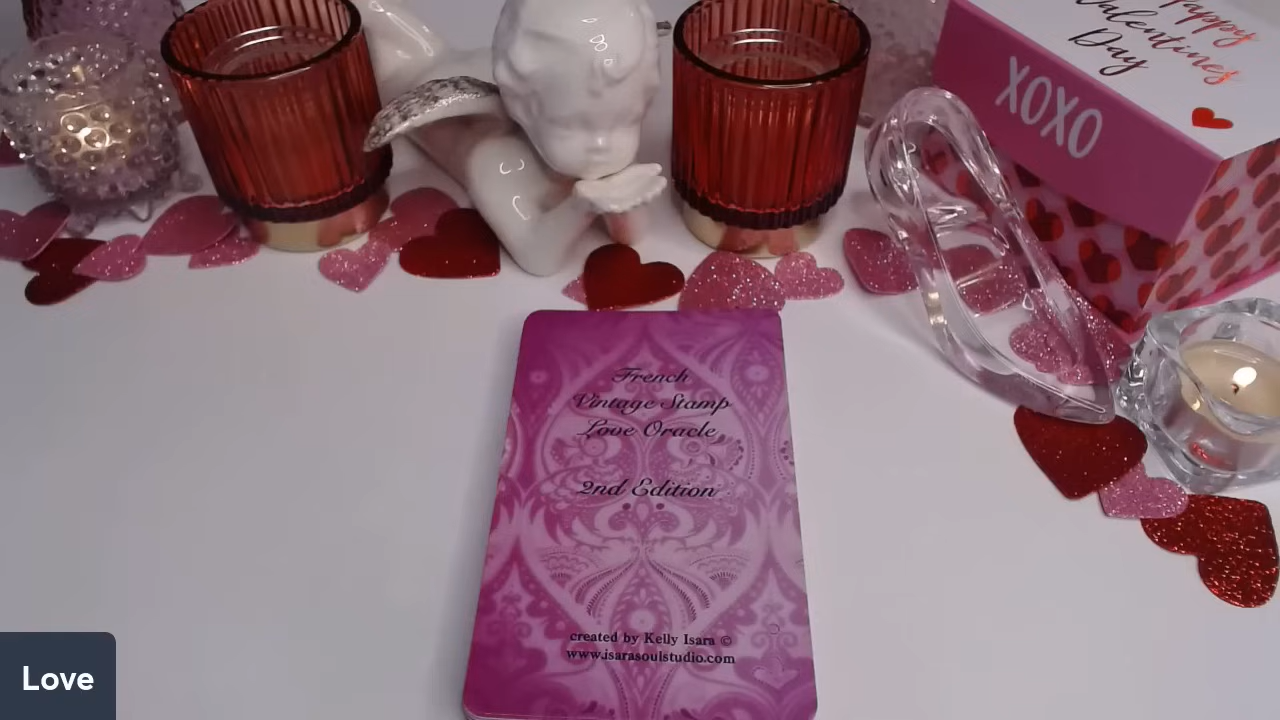 Happy
Valentines
Day
XOXO
French
Vintage Stamp
Love Oracle
2nd Edition
created by Kelly Isara ©
www.isarasoulstudio.com
Love